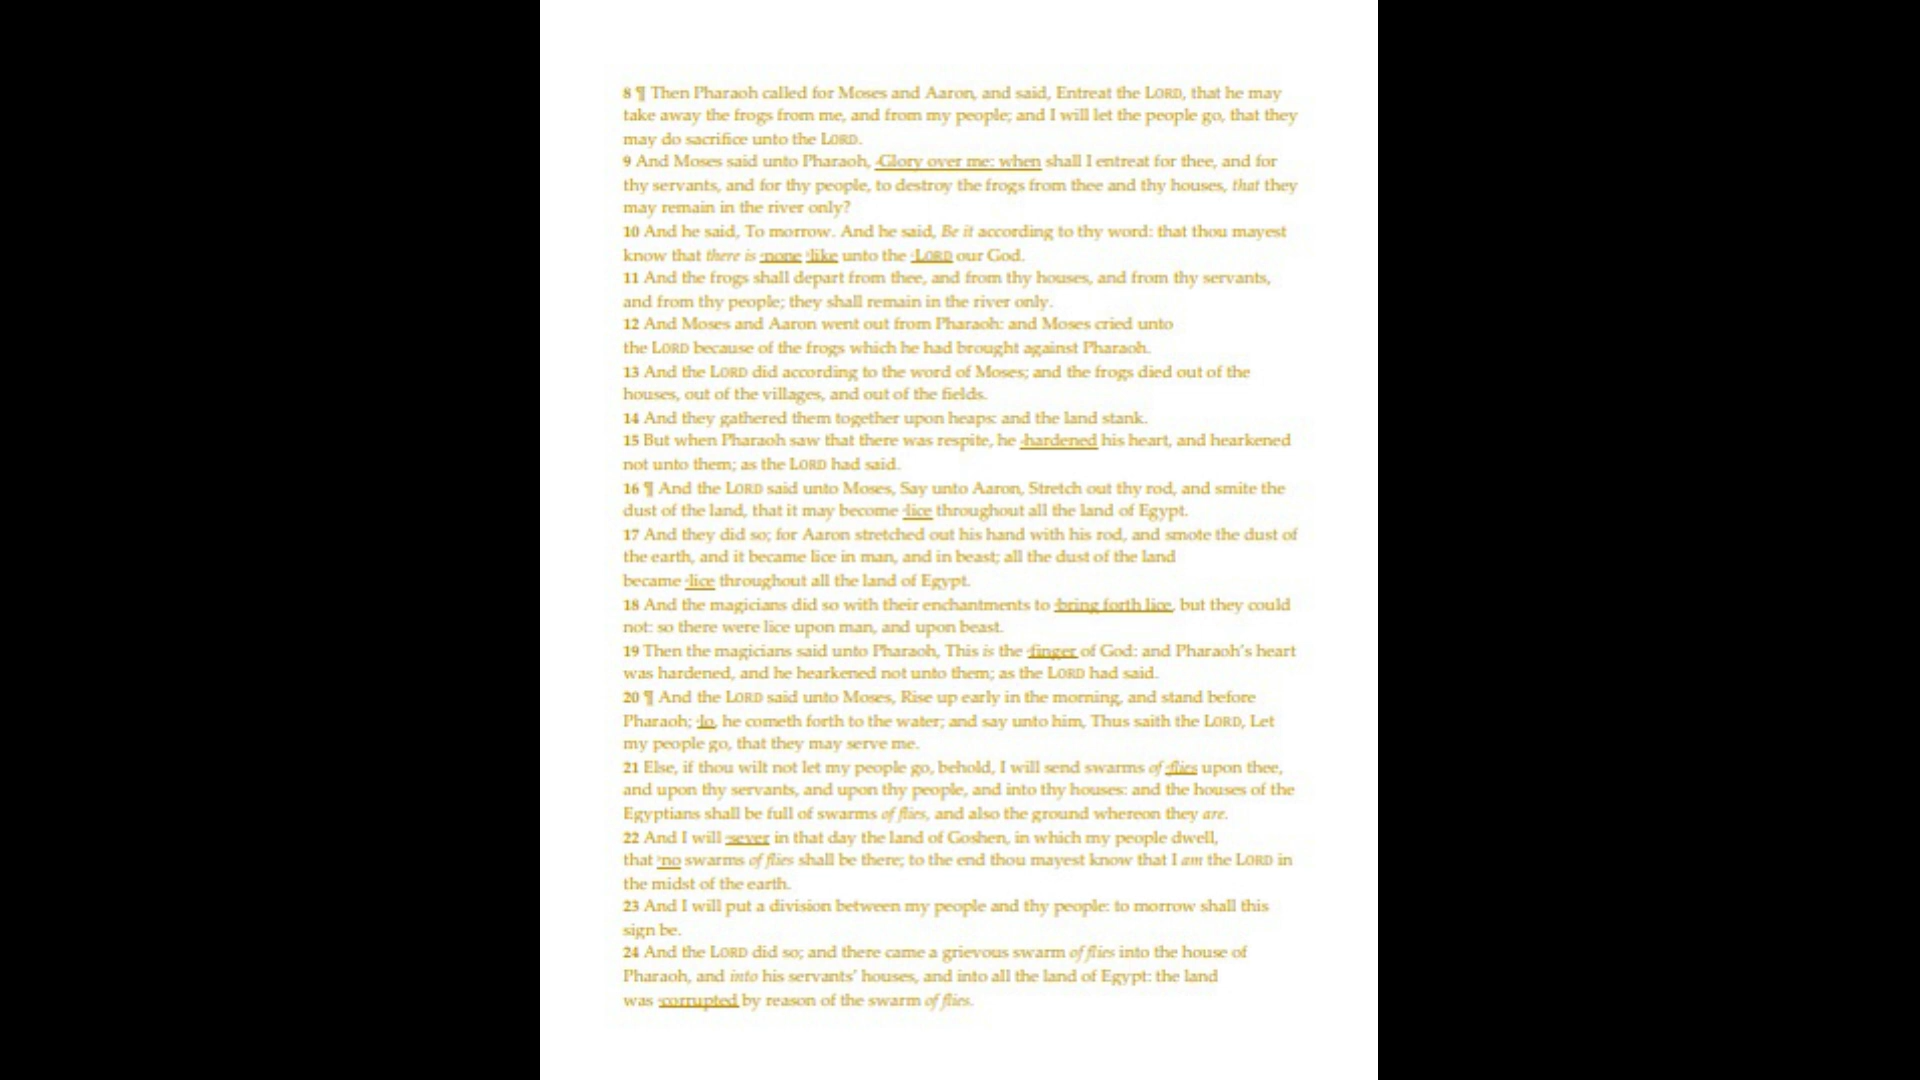 8 ¶ Then Pharaoh called for Moses and Aaron, and said, Entreat the LORD, that he may
take away the frogs from me, and from my people; and I will let the people go, that they
may do sacrifice unto the LORD.
9 And Moses said unto Pharaoh, ·Glory over me: when shall I entreat for thee, and for
thy servants, and for thy people, to destroy the frogs from thee and thy houses, that they
may remain in the river only?
10 And he said, To morrow. And he said, Be it according to thy word: that thou mayest
know that there is ·none ·like unto the ·LORD our God.
11 And the frogs shall depart from thee, and from thy houses, and from thy servants,
and from thy people; they shall remain in the river only.
12 And Moses and Aaron went out from Pharaoh: and Moses cried unto
the LORD because of the frogs which he had brought against Pharaoh.
13 And the LORD did according to the word of Moses; and the frogs died out of the
houses, out of the villages, and out of the fields.
14 And they gathered them together upon heaps: and the land stank.
15 But when Pharaoh saw that there was respite, he ·hardened his heart, and hearkened
not unto them; as the LORD had said.
16 ¶ And the LORD said unto Moses, Say unto Aaron, Stretch out thy rod, and smite the
dust of the land, that it may become ·lice throughout all the land of Egypt.
17 And they did so; for Aaron stretched out his hand with his rod, and smote the dust of
the earth, and it became lice in man, and in beast; all the dust of the land
became ·lice throughout all the land of Egypt.
18 And the magicians did so with their enchantments to ·bring forth lice, but they could
not: so there were lice upon man, and upon beast.
19 Then the magicians said unto Pharaoh, This is the ·finger of God: and Pharaoh's heart
was hardened, and he hearkened not unto them; as the LORD had said.
20 ¶ And the LORD said unto Moses, Rise up early in the morning, and stand before
Pharaoh; ·lo, he cometh forth to the water; and say unto him, Thus saith the LORD, Let
my people go, that they may serve me.
21 Else, if thou wilt not let my people go, behold, I will send swarms of ·flies upon thee,
and upon thy servants, and upon thy people, and into thy houses: and the houses of the
Egyptians shall be full of swarms of flies, and also the ground whereon they are.
22 And I will ·sever in that day the land of Goshen, in which my people dwell,
that ·no swarms of flies shall be there; to the end thou mayest know that I am the LORD in
the midst of the earth.
23 And I will put a division between my people and thy people: to morrow shall this
sign be.
24 And the LORD did so; and there came a grievous swarm of flies into the house of
Pharaoh, and into his servants' houses, and into all the land of Egypt: the land
was ·corrupted by reason of the swarm of flies.